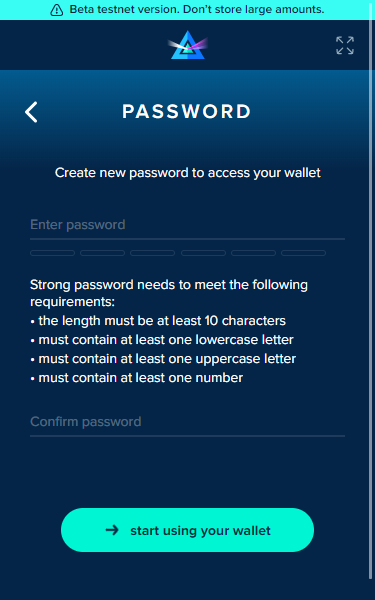 Beta testnet version. Don't store large amounts.
PASSWORD
Create new password to access your wallet
Enter password
Strong password needs to meet the following
requirements:
• the length must be at least 10 characters
• must contain at least one lowercase letter
• must contain at least one uppercase letter
• must contain at least one number
Confirm password
start using your wallet